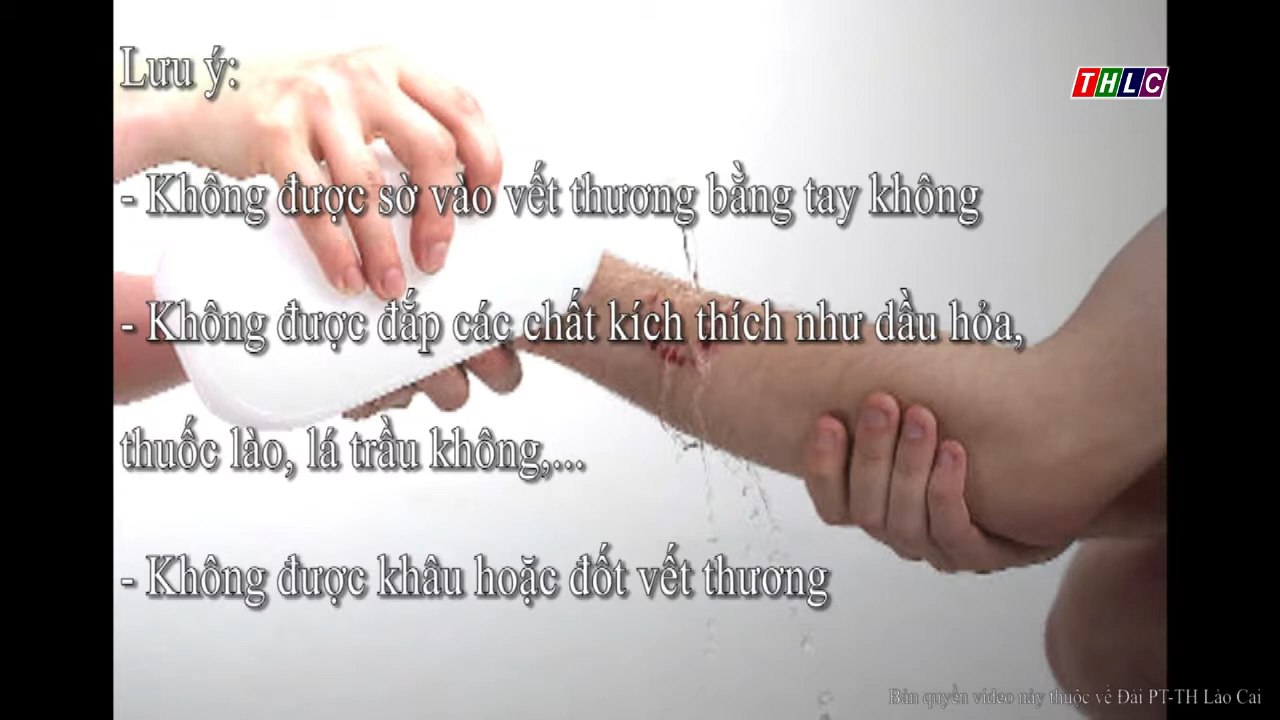 Lưu ý:
THLC
- Không được sờ vào vết thương bằng tay không
- Không được đắp các chất kích thích như dầu hỏa,
thuốc lào, lá trầu không,...
- Không được khâu hoặc đốt vết thương
Bản quyền video này thuộc về Đài PT-TH Lào Cai